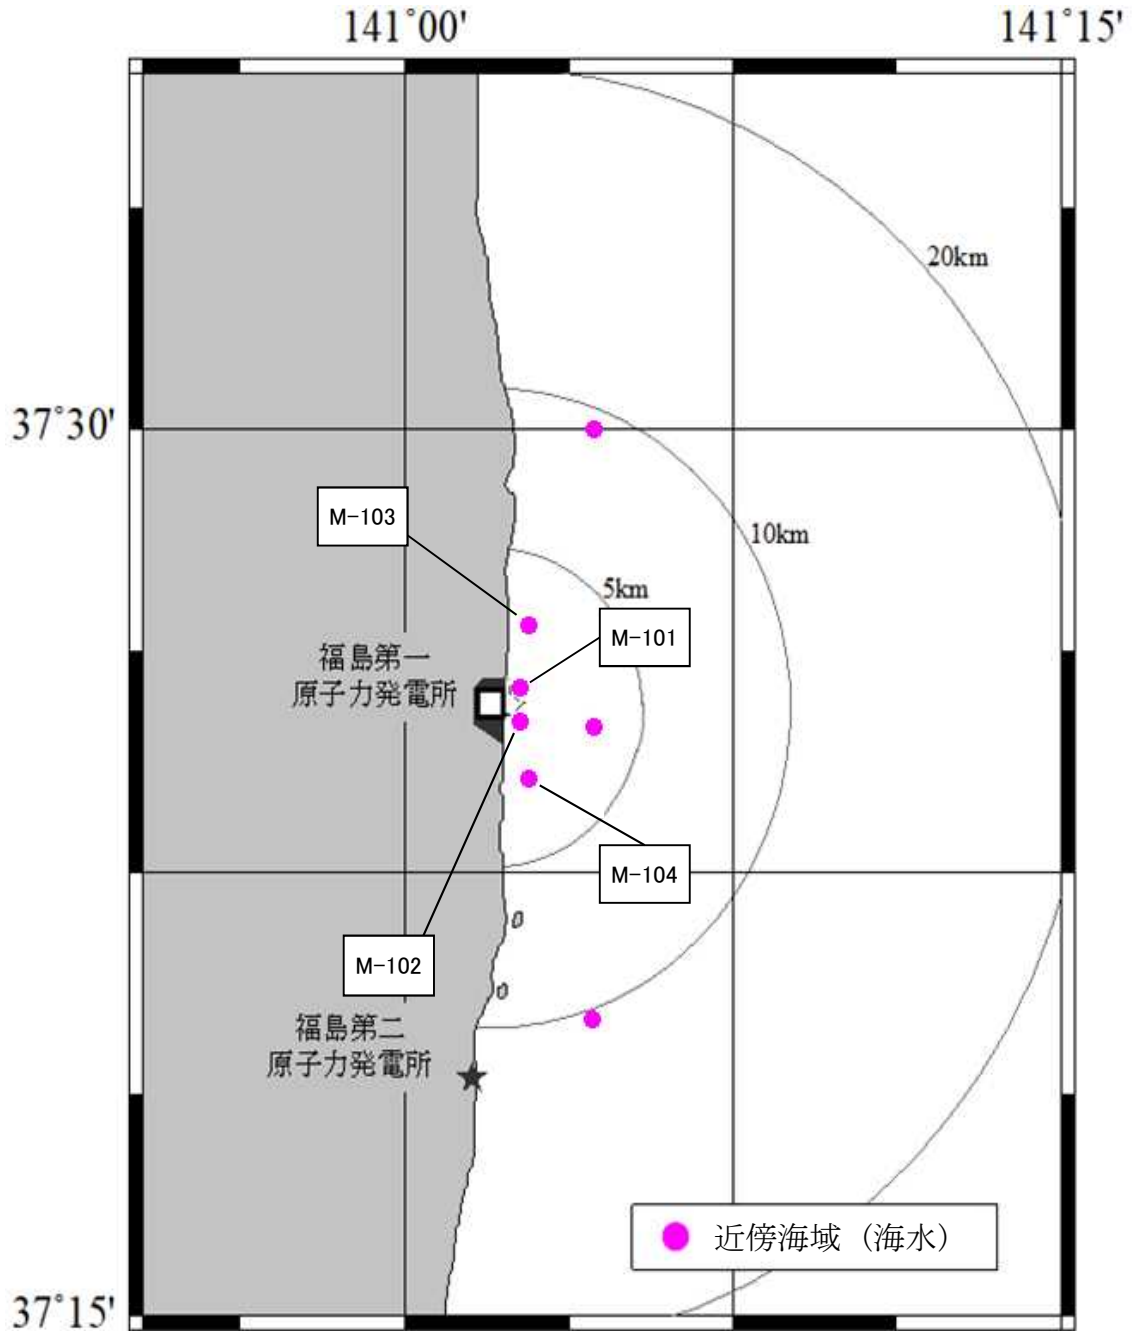 141°00'
141°15'
20km
37°30'
M-103
10km
5km
M-101
福島第一
原子力発電所
M-104
M-102
福島第二
原子力発電所
近傍海域（海水）
37°15'